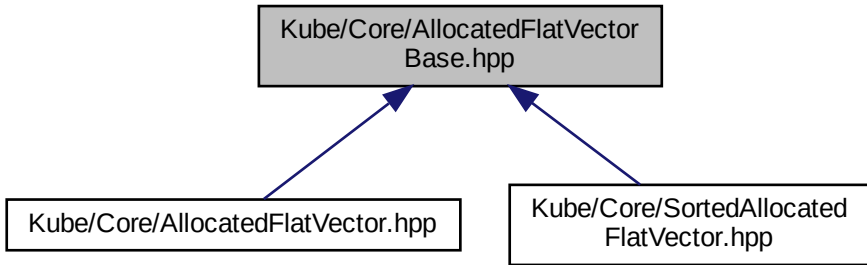 Kube/Core/AllocatedFlatVector
Base.hpp
Kube/Core/AllocatedFlatVector.hpp
Kube/Core/SortedAllocated
FlatVector.hpp